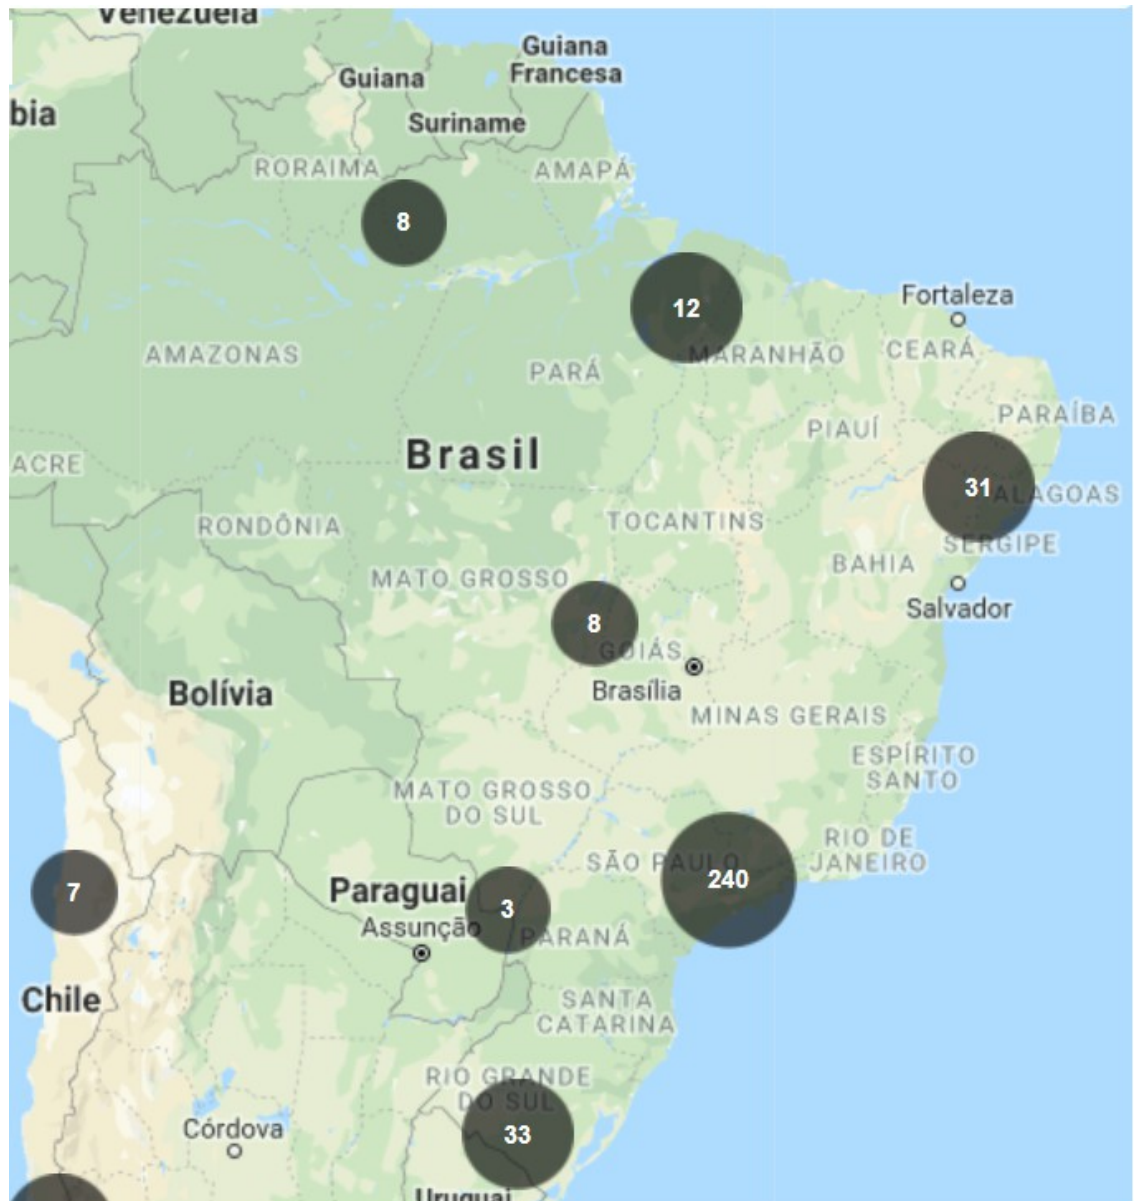 Venezuela
Guiana
Francesa
Guiana
bia
Suriname
RORAIMA
AMAPÁ
8
Fortaleza
12
AMAZONAS
MARANHÃO
CEARÁ
PARÁ
PARAÍBA
PIAUÍ
Brasil
ACRE
31
ALAGOAS
RONDÔNIA
TOCANTINS
SERGIPE
BAHIA
MATO GROSSO
Salvador
8
GOIÁS
Brasília
Bolívia
MINAS GERAIS
ESPÍRITO
SANTO
MATO GROSSO
DO SUL
RIO DE
JANEIRO
SÃO PAULO
240
7
Paraguai
3
Assunção
PARANÁ
Chile
SANTA
CATARINA
RIO GRANDE
DO SUL
Córdova
33
Uruguai